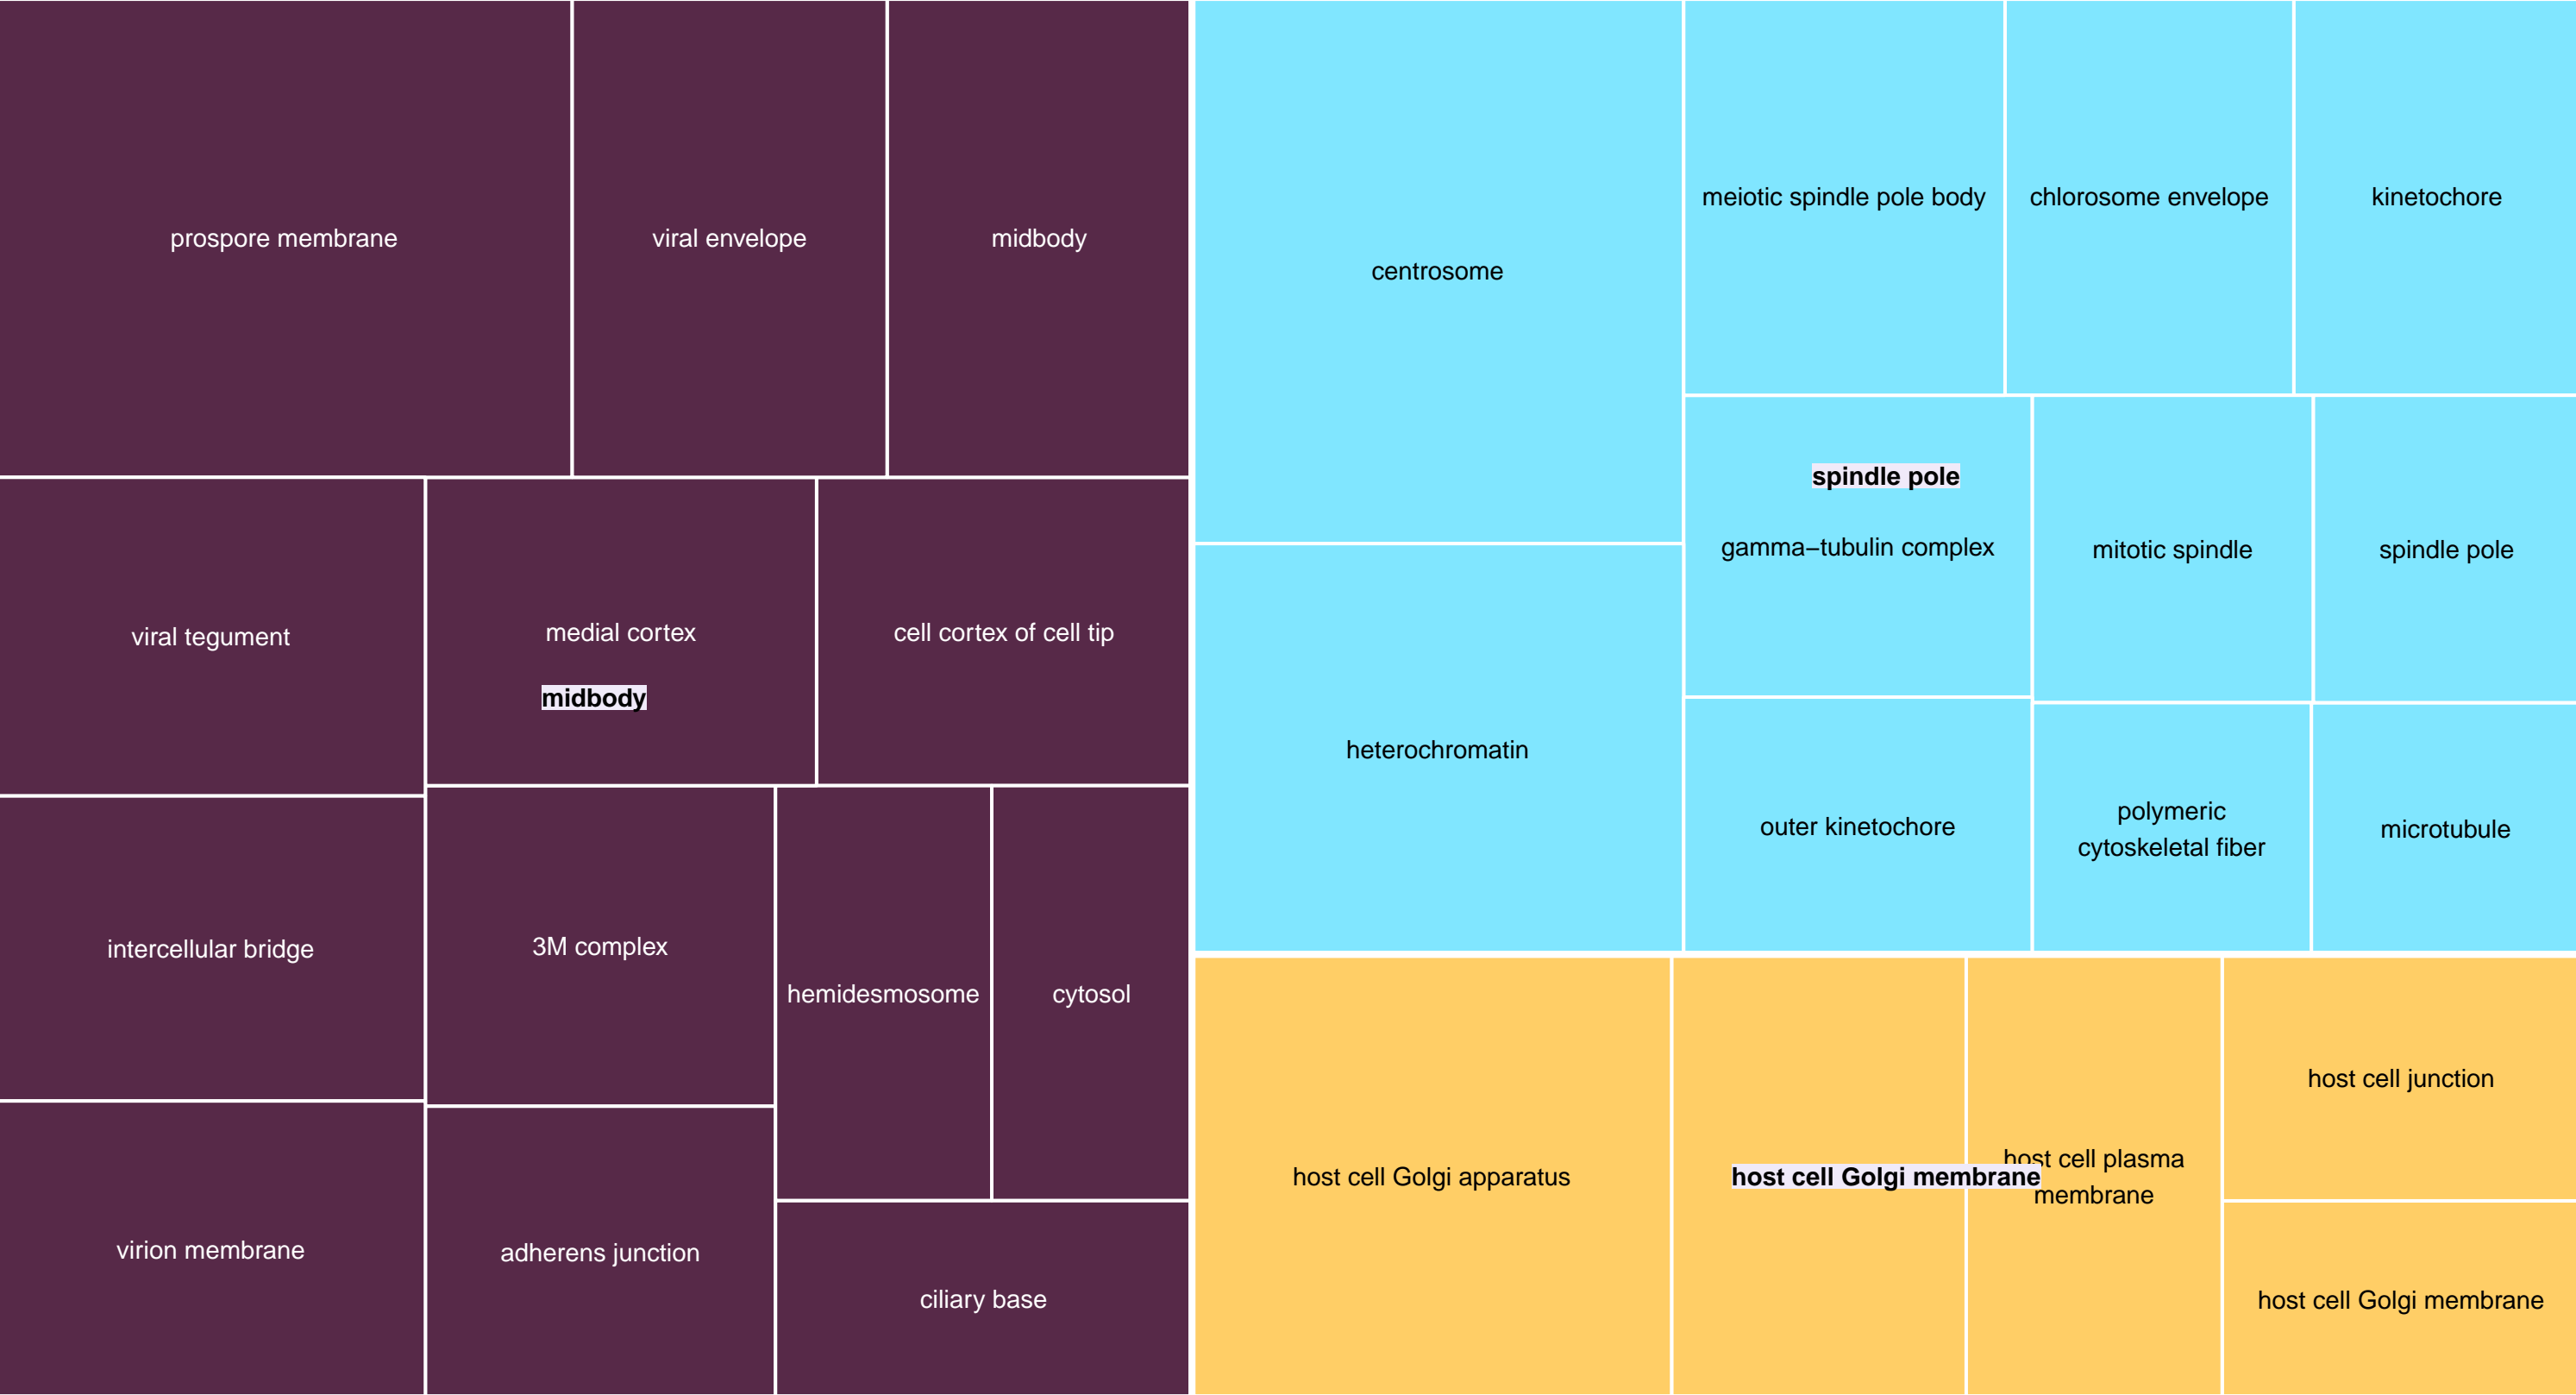 prospore membrane
viral envelope
midbody
viral tegument
medial cortex
cell cortex of cell tip
midbody
intercellular bridge
3M complex
hemidesmosome
cytosol
virion membrane
adherens junction
ciliary base
centrosome
meiotic spindle pole body
chlorosome envelope
kinetochore
spindle pole
gamma−tubulin complex
mitotic spindle
spindle pole
heterochromatin
outer kinetochore
polymeric
cytoskeletal fiber
microtubule
host cell Golgi apparatus
host cell Golgi membrane
host cell plasma
membrane
host cell junction
host cell Golgi membrane